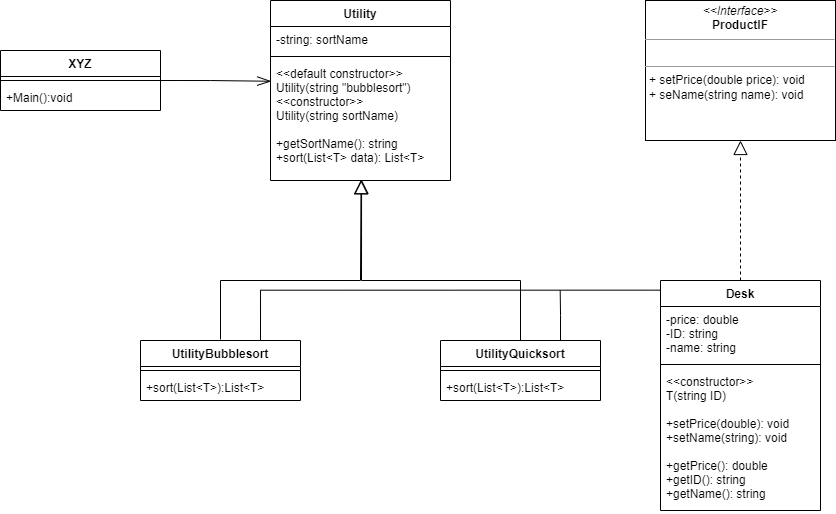 Utility
-string: sortName
<<default constructor>>
Utility(string "bubblesort")
<<constructor>>
Utility(string sortName)
+getSortName(): string
+sort(List<T> data): List<T>
<<Interface>>
ProductIF
+ setPrice(double price): void
+ seName(string name): void
XYZ
+Main():void
UtilityBubblesort
+sort(List<T>):List<T>
UtilityQuicksort
+sort(List<T>):List<T>
Desk
-price: double
-ID: string
-name: string
<<constructor>>
T(string ID)
+setPrice(double): void
+setName(string): void
+getPrice(): double
+getID(): string
+getName(): string